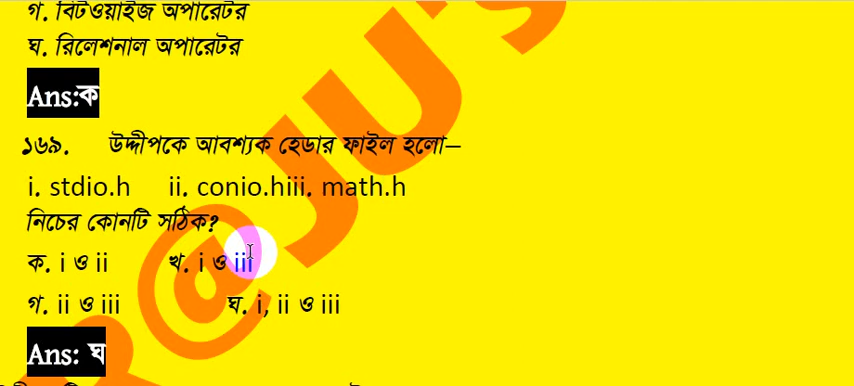 গ. বিটওয়াইজ অপারেটর
ঘ. রিলেশনাল অপারেটর
Ans:ক
১৬৯. উদ্দীপকে আবশ্যক হেডার ফাইল হলো–
i. stdio.h ii. conio.hiii. math.h
নিচের কোনটি সঠিক?
ক. i ও ii খ. i ও iii
গ. ii ও iii ঘ. i, ii ও iii
Ans: ঘ
R@JU's